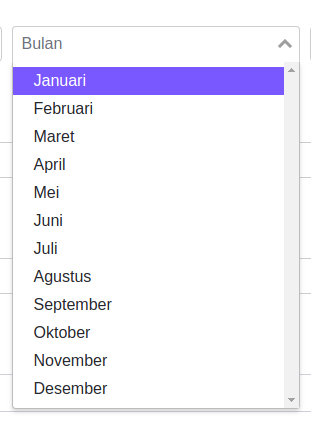 Bulan
Januari
Februari
Maret
April
Mei
Juni
Juli
Agustus
September
Oktober
November
Desember